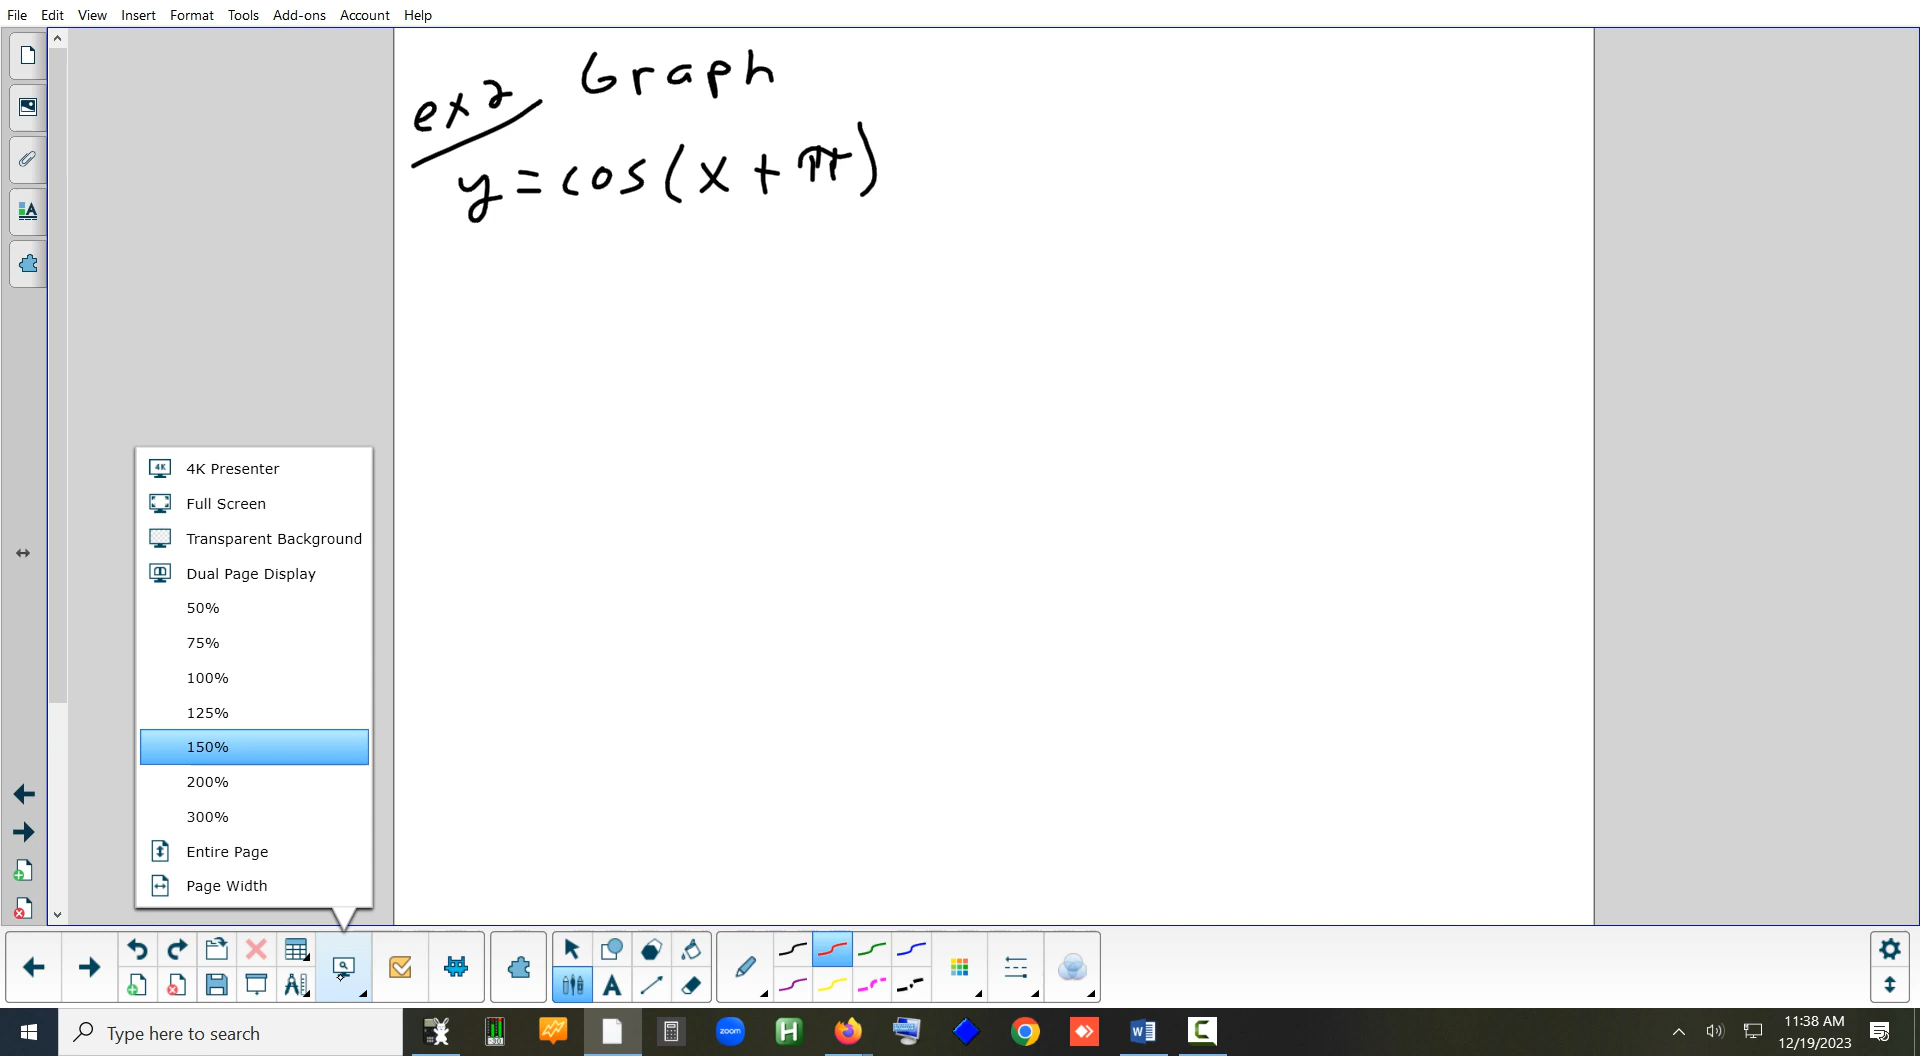 File Edit View Insert Format Tools Add-ons Account Help
ex2 Graph
y = cos(x + π)
4K Presenter
Full Screen
Transparent Background
Dual Page Display
50%
75%
100%
125%
150%
200%
300%
Entire Page
Page Width
Type here to search
zoom
11:38 AM
12/19/2023